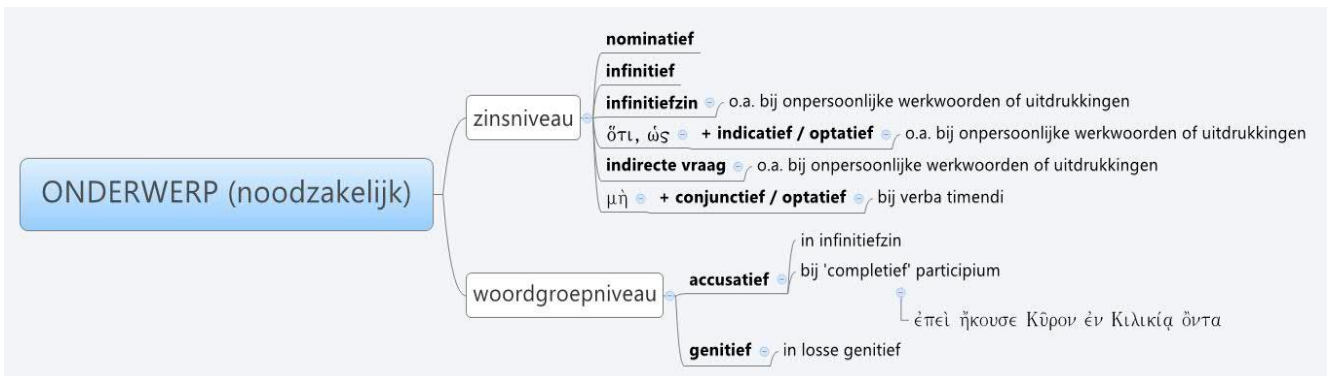 ONDERWERP (noodzakelijk)
zinsniveau
nominatief
infinitief
infinitiefzin o.a. bij onpersoonlijke werkwoorden of uitdrukkingen
ὅτι, ὡς + indicatief / optatief o.a. bij onpersoonlijke werkwoorden of uitdrukkingen
indirecte vraag o.a. bij onpersoonlijke werkwoorden of uitdrukkingen
μὴ + conjunctief / optatief bij verba timendi
woordgroepniveau
accusatief
in infinitiefzin
bij 'completief' participium
ἐπεὶ ἤκουσε Κῦρον ἐν Κιλικίᾳ ὄντα
genitief in losse genitief